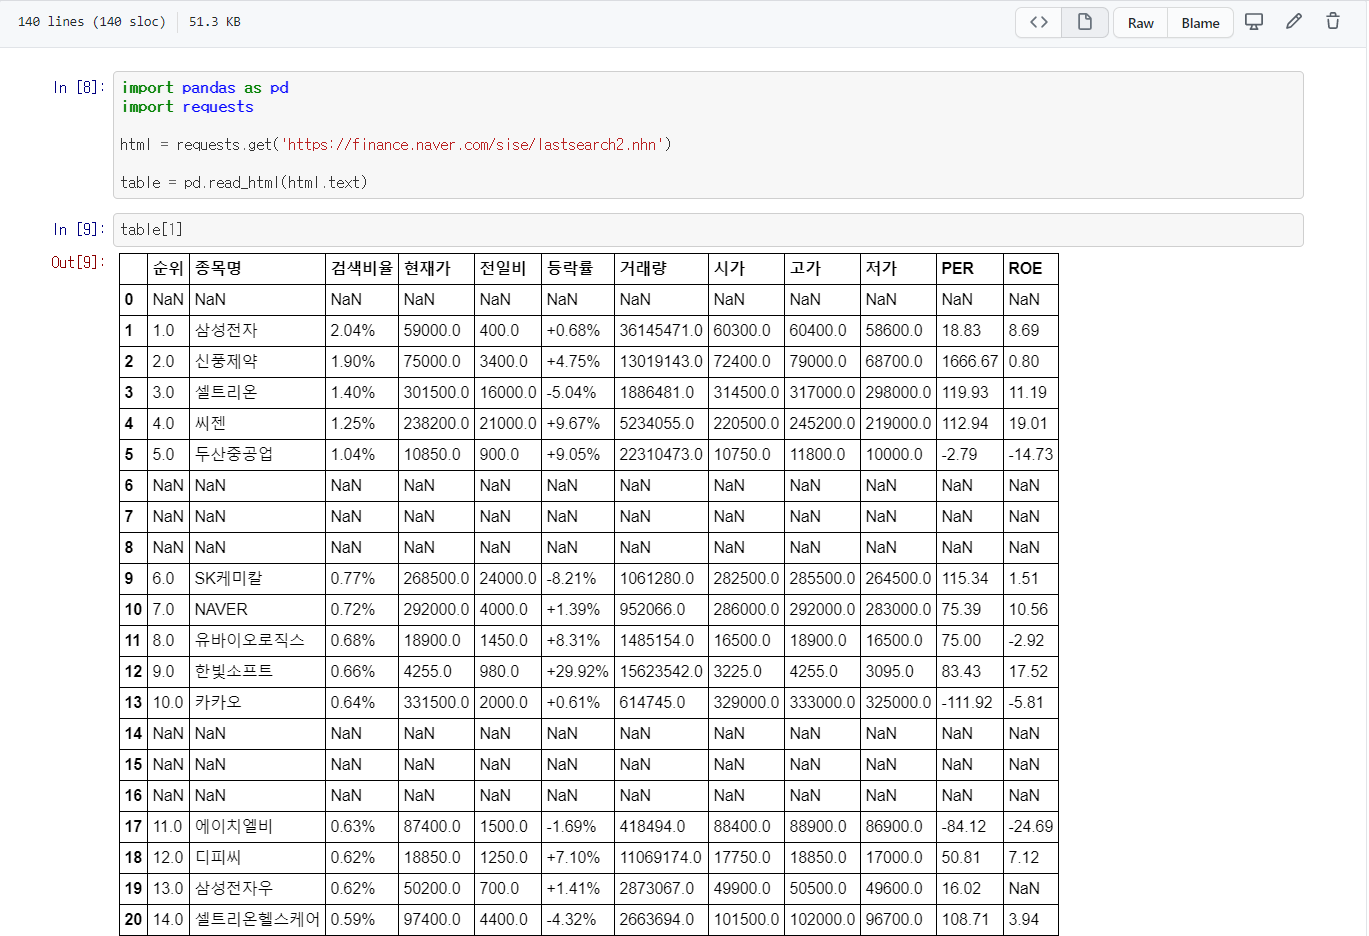 140 lines (140 sloc) 51.3 KB Raw Blame
In [8]: import pandas as pd
import requests
html = requests.get('https://finance.naver.com/sise/lastsearch2.nhn')
table = pd.read_html(html.text)
In [9]: table[1]
Out[9]:
순위 종목명 검색비율 현재가 전일비 등락률 거래량 시가 고가 저가 PER ROE
0 NaN NaN NaN NaN NaN NaN NaN NaN NaN NaN NaN NaN
1 1.0 삼성전자 2.04% 59000.0 400.0 +0.68% 36145471.0 60300.0 60400.0 58600.0 18.83 8.69
2 2.0 신풍제약 1.90% 75000.0 3400.0 +4.75% 13019143.0 72400.0 79000.0 68700.0 1666.67 0.80
3 3.0 셀트리온 1.40% 301500.0 16000.0 -5.04% 1886481.0 314500.0 317000.0 298000.0 119.93 11.19
4 4.0 씨젠 1.25% 238200.0 21000.0 +9.67% 5234055.0 220500.0 245200.0 219000.0 112.94 19.01
5 5.0 두산중공업 1.04% 10850.0 900.0 +9.05% 22310473.0 10750.0 11800.0 10000.0 -2.79 -14.73
6 NaN NaN NaN NaN NaN NaN NaN NaN NaN NaN NaN NaN
7 NaN NaN NaN NaN NaN NaN NaN NaN NaN NaN NaN NaN
8 NaN NaN NaN NaN NaN NaN NaN NaN NaN NaN NaN NaN
9 6.0 SK케미칼 0.77% 268500.0 24000.0 -8.21% 1061280.0 282500.0 285500.0 264500.0 115.34 1.51
10 7.0 NAVER 0.72% 292000.0 4000.0 +1.39% 952066.0 286000.0 292000.0 283000.0 75.39 10.56
11 8.0 유바이오로직스 0.68% 18900.0 1450.0 +8.31% 1485154.0 16500.0 18900.0 16500.0 75.00 -2.92
12 9.0 한빛소프트 0.66% 4255.0 980.0 +29.92% 15623542.0 3225.0 4255.0 3095.0 83.43 17.52
13 10.0 카카오 0.64% 331500.0 2000.0 +0.61% 614745.0 329000.0 333000.0 325000.0 -111.92 -5.81
14 NaN NaN NaN NaN NaN NaN NaN NaN NaN NaN NaN NaN
15 NaN NaN NaN NaN NaN NaN NaN NaN NaN NaN NaN NaN
16 NaN NaN NaN NaN NaN NaN NaN NaN NaN NaN NaN NaN
17 11.0 에이치엘비 0.63% 87400.0 1500.0 -1.69% 418494.0 88400.0 88900.0 86900.0 -84.12 -24.69
18 12.0 디피씨 0.62% 18850.0 1250.0 +7.10% 11069174.0 17750.0 18850.0 17000.0 50.81 7.12
19 13.0 삼성전자우 0.62% 50200.0 700.0 +1.41% 2873067.0 49900.0 50500.0 49600.0 16.02 NaN
20 14.0 셀트리온헬스케어 0.59% 97400.0 4400.0 -4.32% 2663694.0 101500.0 102000.0 96700.0 108.71 3.94